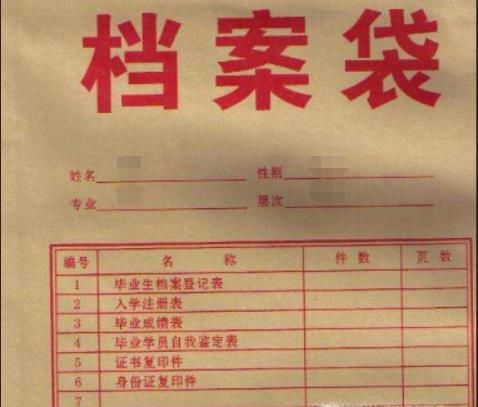 档案袋
姓名 性别
专业 层次
编号 名 称 件数 页数
1 毕业生档案登记表
2 入学注册表
3 毕业成绩表
4 毕业学员自我鉴定表
5 证书复印件
6 身份证复印件
7